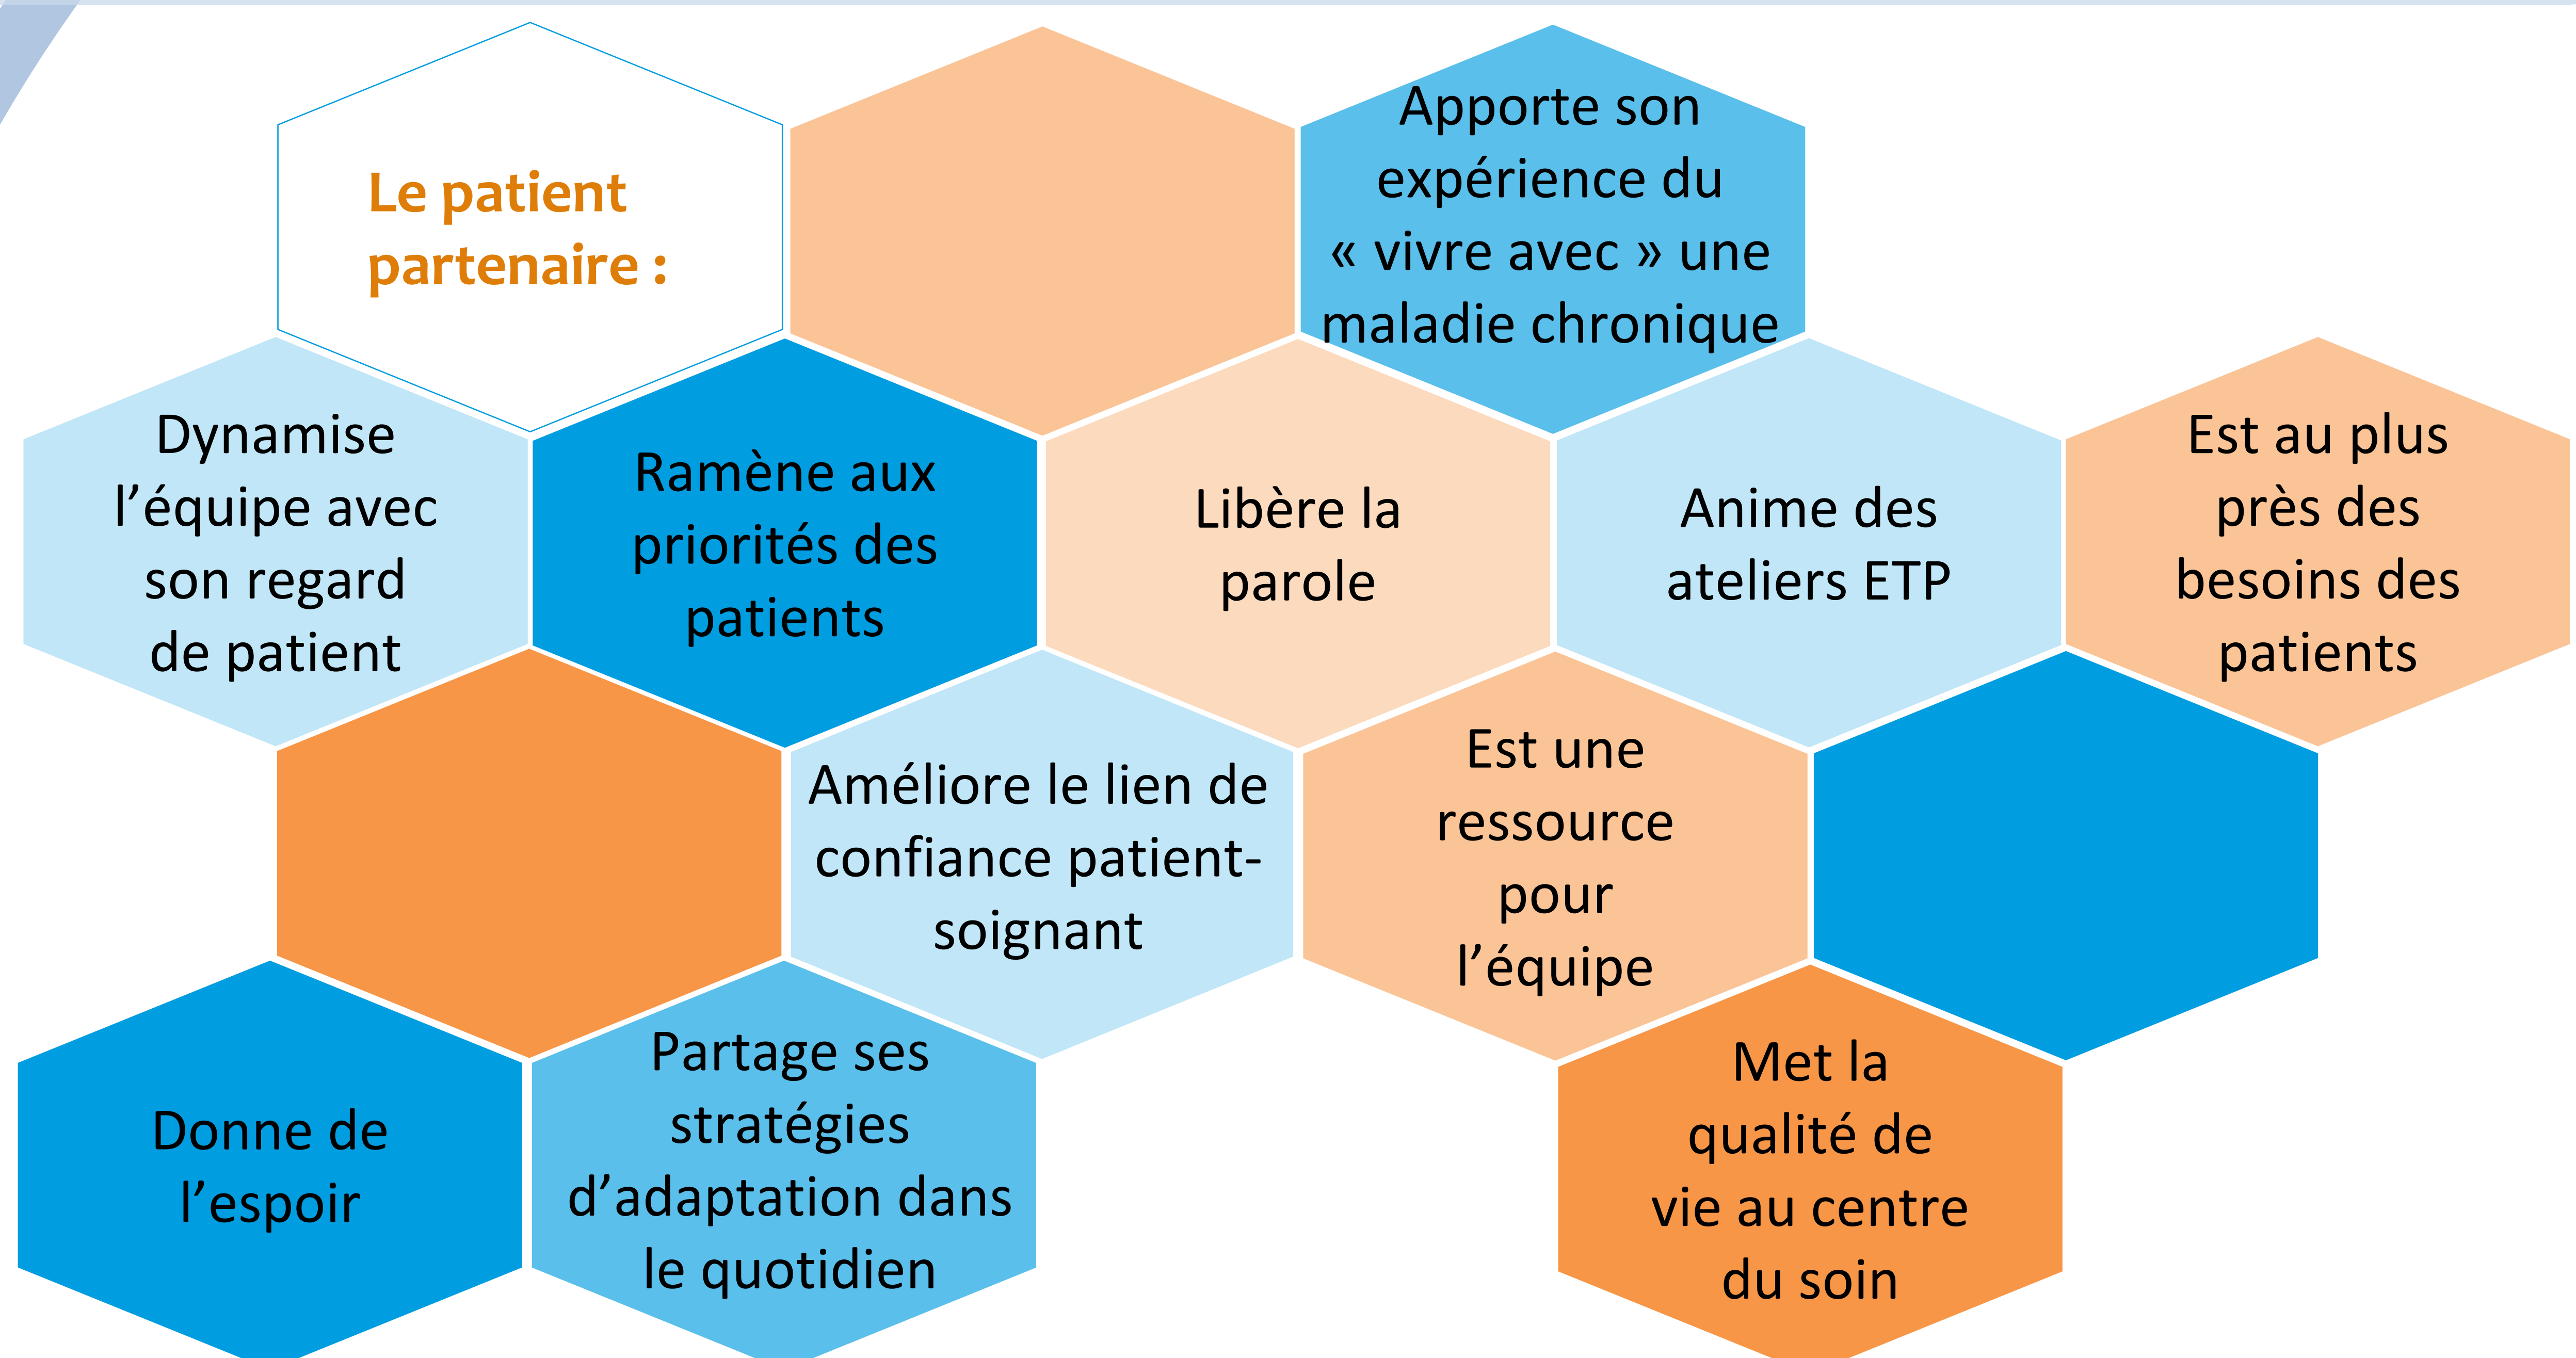 Le patient
partenaire :
Apporte son
expérience du
« vivre avec » une
maladie chronique
Dynamise
l’équipe avec
son regard
de patient
Ramène aux
priorités des
patients
Libère la
parole
Anime des
ateliers ETP
Est au plus
près des
besoins des
patients
Améliore le lien de
confiance patient-
soignant
Est une
ressource
pour
l’équipe
Donne de
l’espoir
Partage ses
stratégies
d’adaptation dans
le quotidien
Met la
qualité de
vie au centre
du soin